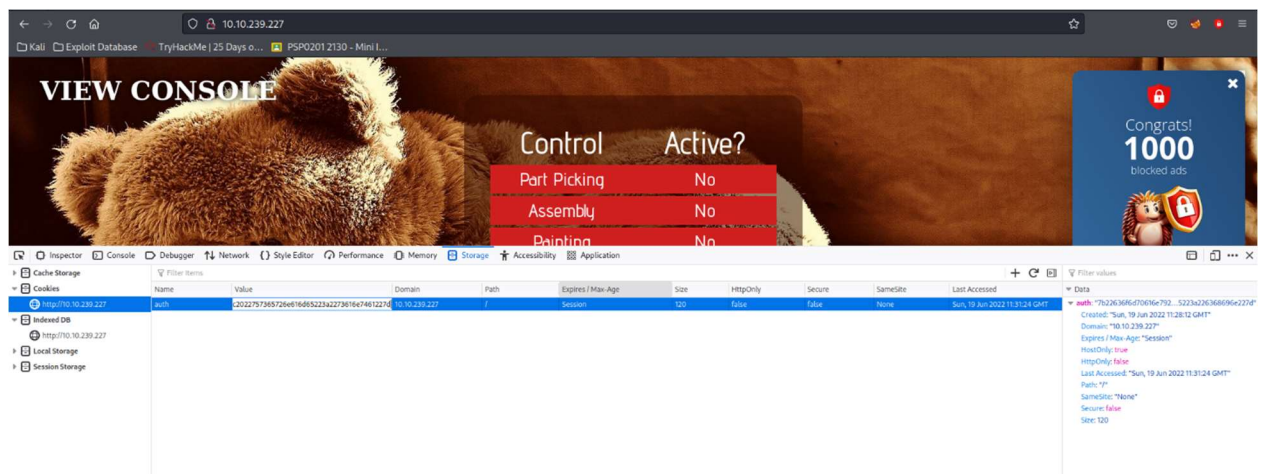 10.10.239.227
Kali Exploit Database TryHackMe | 25 Days o... PSP0201 2130 - Mini I...
VIEW CONSOLE
Control Active?
Part Picking No
Assembly No
Painting No
Congrats!
1000
blocked ads
Inspector Console Debugger Network {} Style Editor Performance Memory Storage Accessibility Application
Cache Storage
Cookies
http://10.10.239.227
Indexed DB
http://10.10.239.227
Local Storage
Session Storage
Filter Items
Name Value Domain Path Expires / Max-Age Size HttpOnly Secure SameSite Last Accessed
auth c2022757365726e616d65223a2273616e7461227d 10.10.239.227 / Session 120 false false None Sun, 19 Jun 2022 11:31:24 GMT
Filter values
Data
auth: "7b22636f6d70616e792...5223a226368696e227d"
Created: "Sun, 19 Jun 2022 11:28:12 GMT"
Domain: "10.10.239.227"
Expires / Max-Age: "Session"
HostOnly: true
HttpOnly: false
Last Accessed: "Sun, 19 Jun 2022 11:31:24 GMT"
Path: "/"
SameSite: "None"
Secure: false
Size: 120